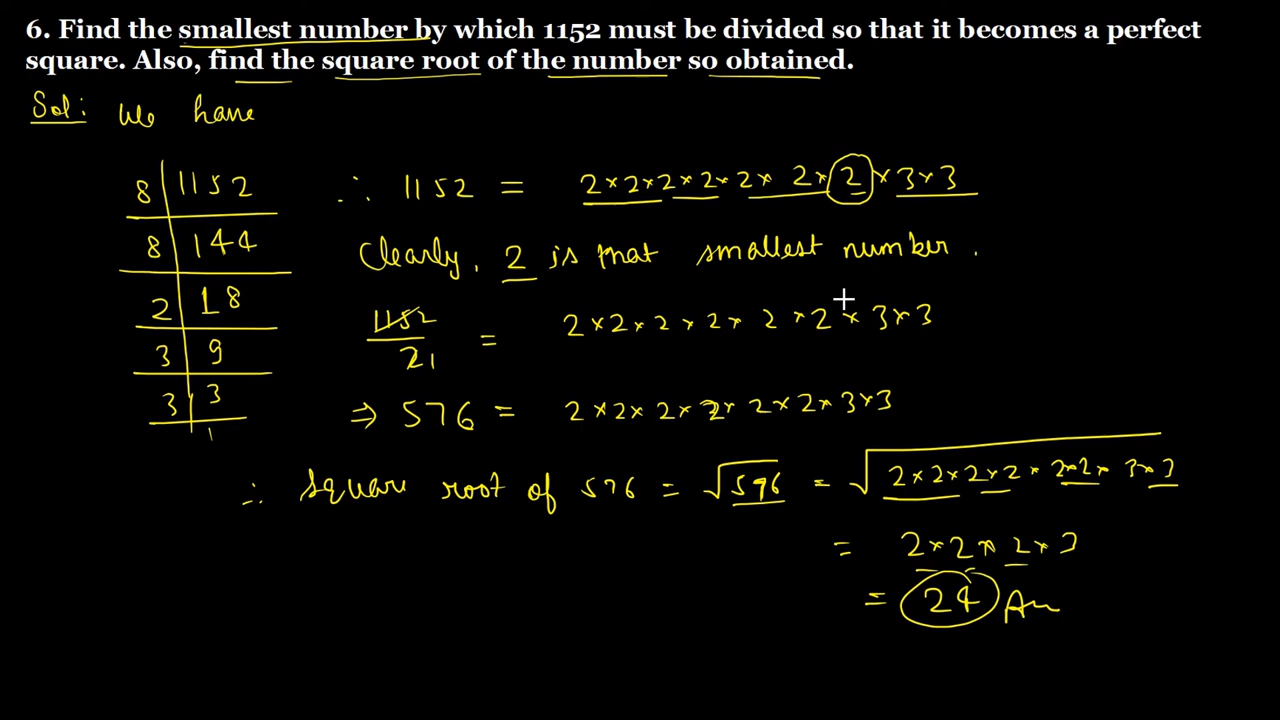 6. Find the smallest number by which 1152 must be divided so that it becomes a perfect
square. Also, find the square root of the number so obtained.
Sol: We have
8 | 1152
8 | 144
2 | 18
3 | 9
3 | 3
1
∴ 1152 = 2×2×2×2×2×2×2×3×3
Clearly, 2 is that smallest number.
1152/2 1 = 2×2×2×2×2×2×3×3
⇒ 576 = 2×2×2×2×2×2×3×3
∴ Square root of 576 = √576 = √2×2×2×2×2×2×3×3
= 2×2×2×3
= 24 Ans